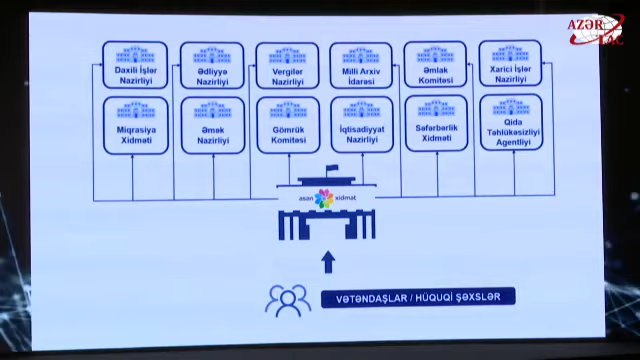 AZƏR
TAC
Daxili İşlər
Nazirliyi
Ədliyyə
Nazirliyi
Vergilər
Nazirliyi
Milli Arxiv
İdarəsi
Əmlak
Komitəsi
Xarici İşlər
Nazirliyi
Miqrasiya
Xidməti
Əmək
Nazirliyi
Gömrük
Komitəsi
İqtisadiyyat
Nazirliyi
Səfərbərlik
Xidməti
Qida
Təhlükəsizliyi
Agentliyi
asan xidmət
VƏTƏNDAŞLAR / HÜQUQİ ŞƏXSLƏR